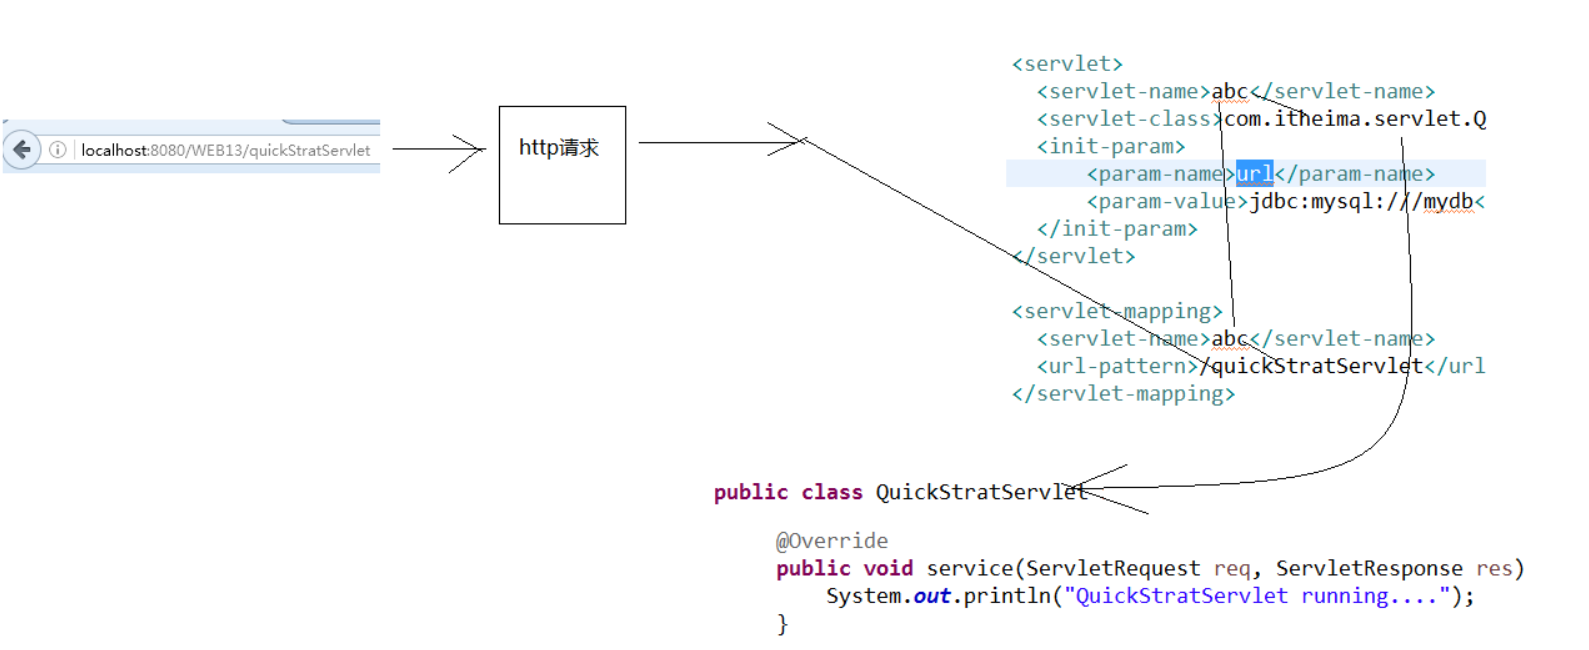 localhost:8080/WEB13/quickStratServlet
http请求
<servlet>
<servlet-name>abc</servlet-name>
<servlet-class>com.itheima.servlet.Q
<init-param>
<param-name>url</param-name>
<param-value>jdbc:mysql:///mydb<
</init-param>
</servlet>
<servlet-mapping>
<servlet-name>abc</servlet-name>
<url-pattern>/quickStratServlet</url
</servlet-mapping>
public class QuickStratServlet
@Override
public void service(ServletRequest req, ServletResponse res)
System.out.println("QuickStratServlet running....");
}